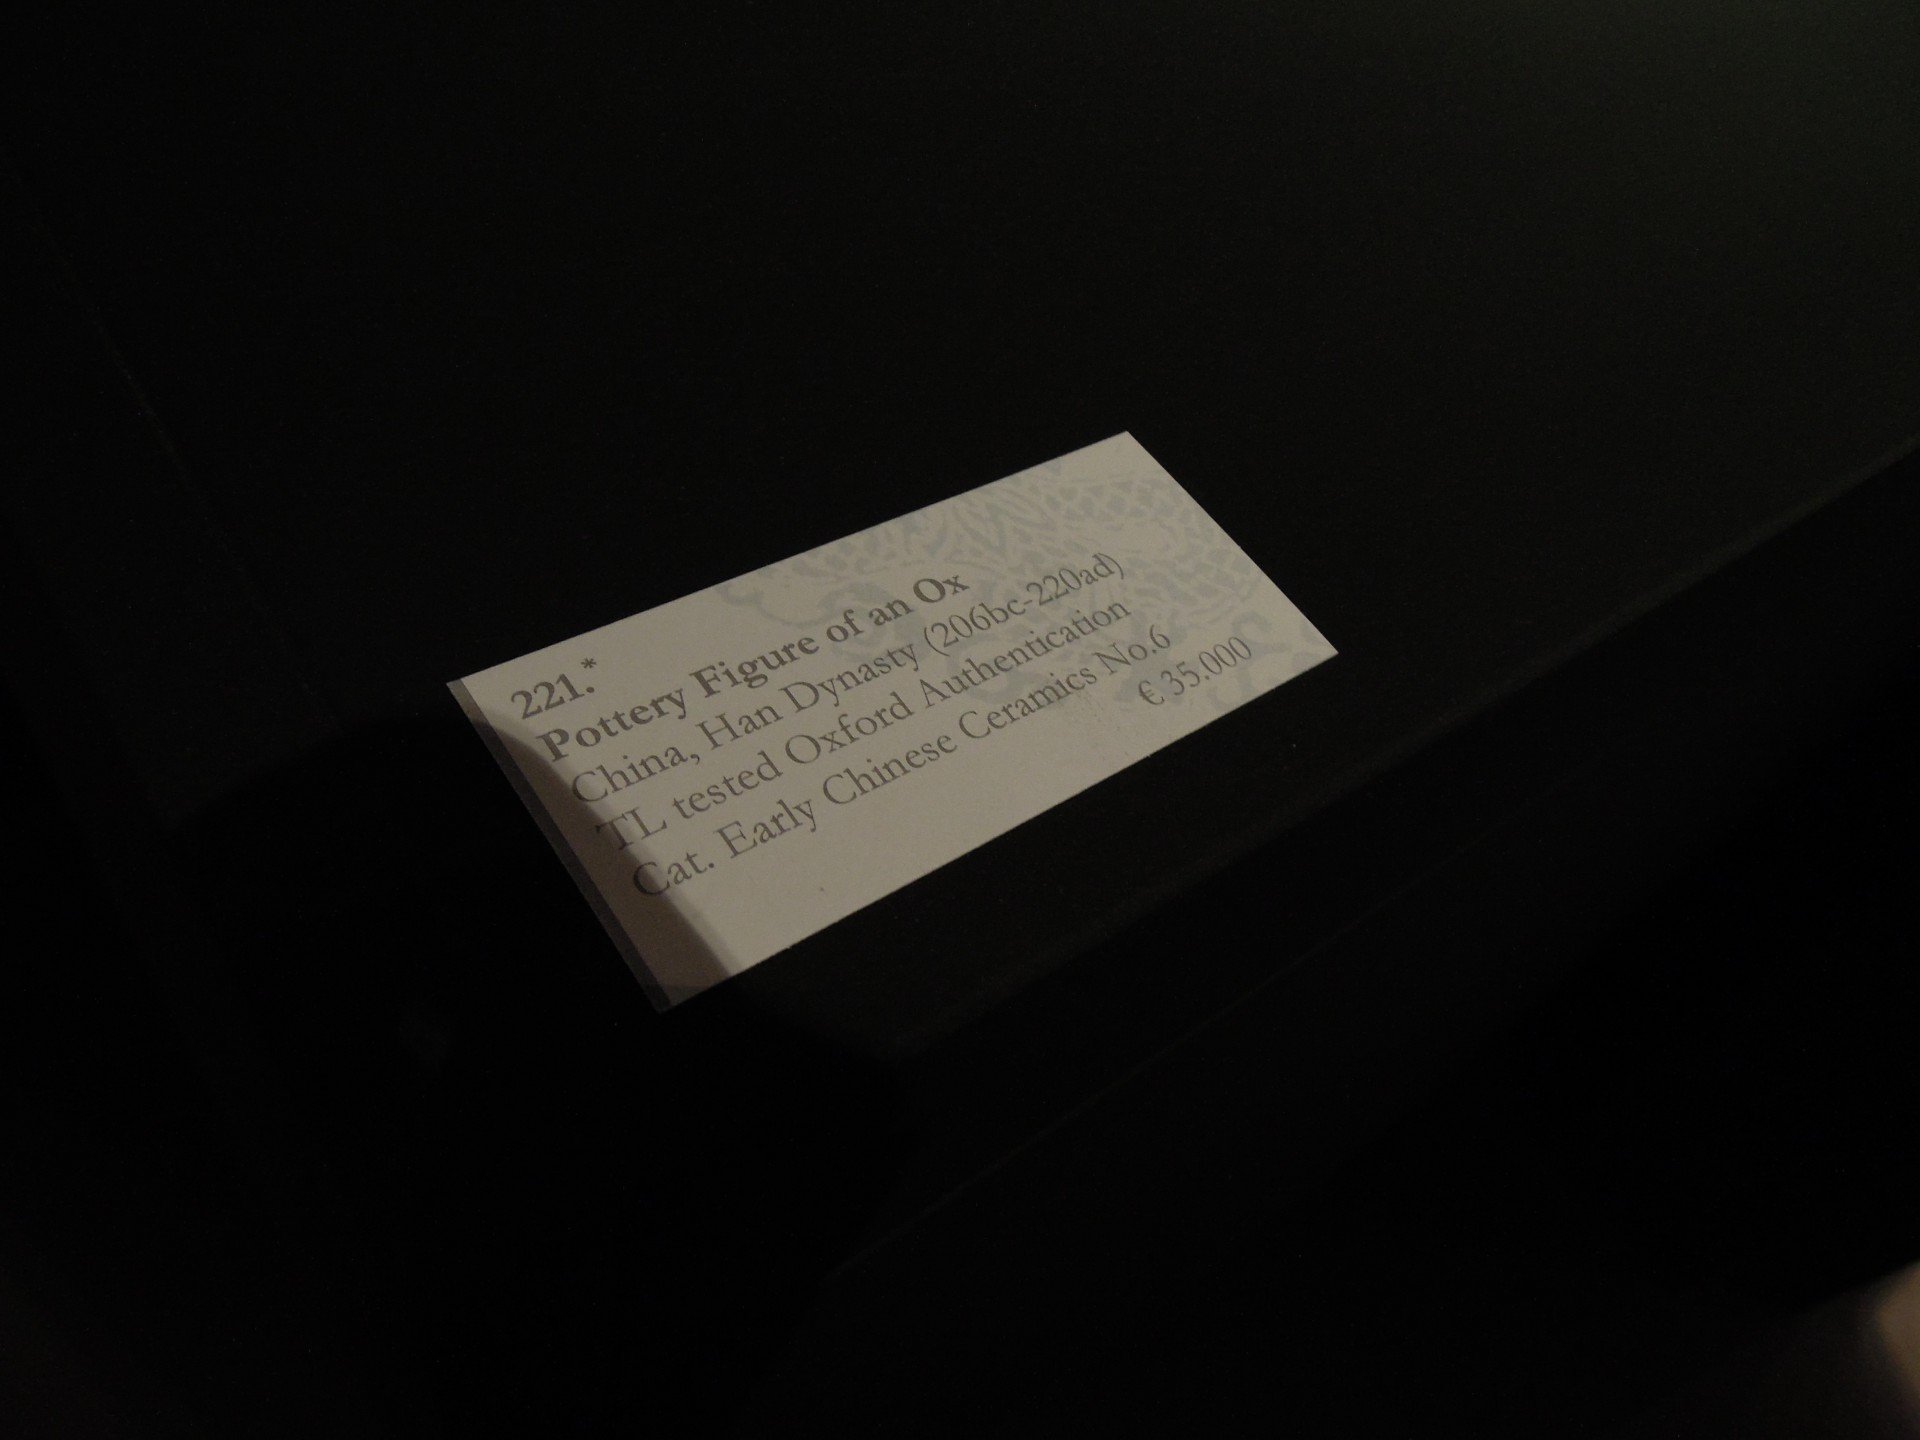 221.*
Pottery Figure of an Ox
China, Han Dynasty (206bc-220ad)
TL tested Oxford Authentication
Cat. Early Chinese Ceramics No.6
€ 35.000